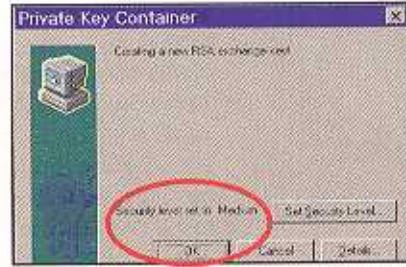 Private Key Container
Creating a new RSA exchange key!
Security level set to Medium
Set Security Level...
OK
Cancel
Details...